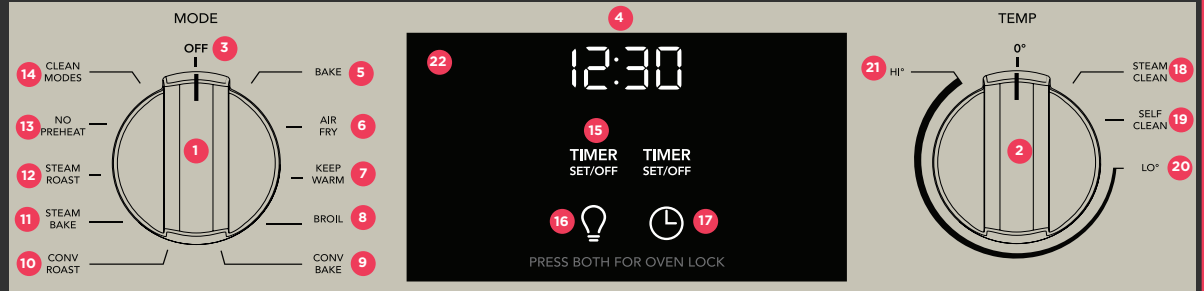 MODE
OFF 3
14 CLEAN
MODES
BAKE 5
13 NO
PREHEAT
AIR
FRY 6
1
12 STEAM
ROAST
KEEP
WARM 7
11 STEAM
BAKE
BROIL 8
10 CONV
ROAST
CONV
BAKE 9
4
22
12:30
15
TIMER
SET/OFF
TIMER
SET/OFF
16
17
PRESS BOTH FOR OVEN LOCK
TEMP
0°
21 HI°
STEAM
CLEAN 18
SELF
CLEAN 19
2
LO° 20